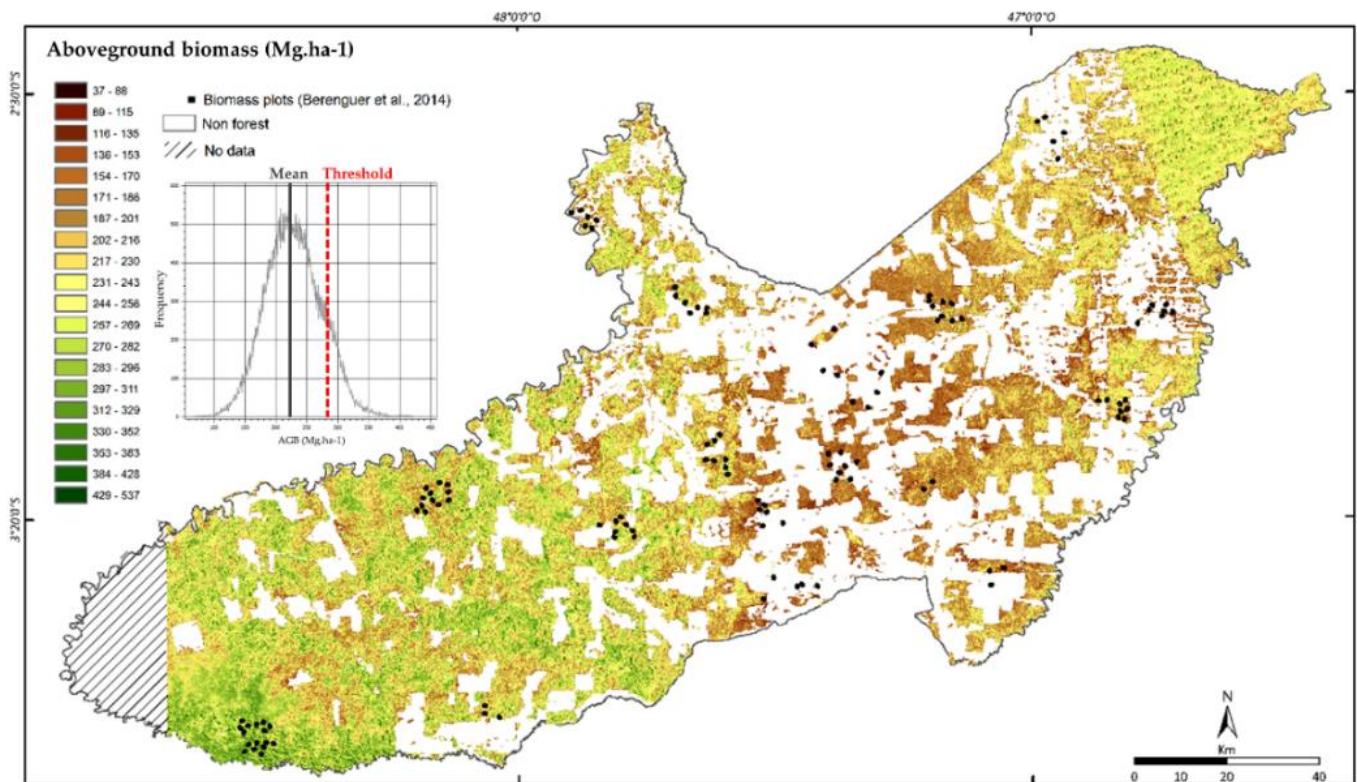 48°0'0"O
47°0'0"O
2°30'0"S
3°20'0"S
Aboveground biomass (Mg.ha-1)
37 - 88
89 - 115
116 - 135
136 - 153
154 - 170
171 - 186
187 - 201
202 - 216
217 - 230
231 - 243
244 - 256
257 - 269
270 - 282
283 - 296
297 - 311
312 - 329
330 - 352
353 - 383
384 - 428
429 - 537
Biomass plots (Berenguer et al., 2014)
Non forest
No data
Mean
Threshold
Frequency
AGB (Mg.ha-1)
N
Km
0 10 20 40